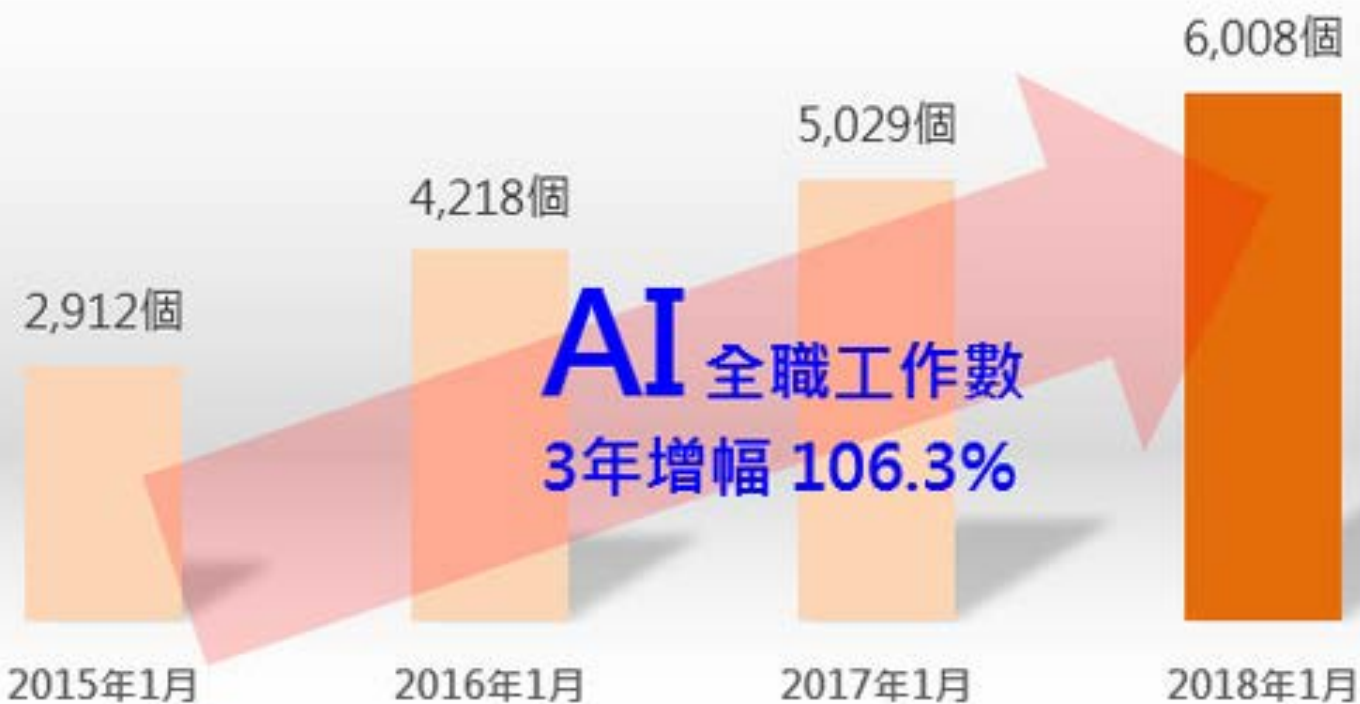 6,008個
5,029個
4,218個
2,912個
AI 全職工作數
3年增幅 106.3%
2015年1月 2016年1月 2017年1月 2018年1月